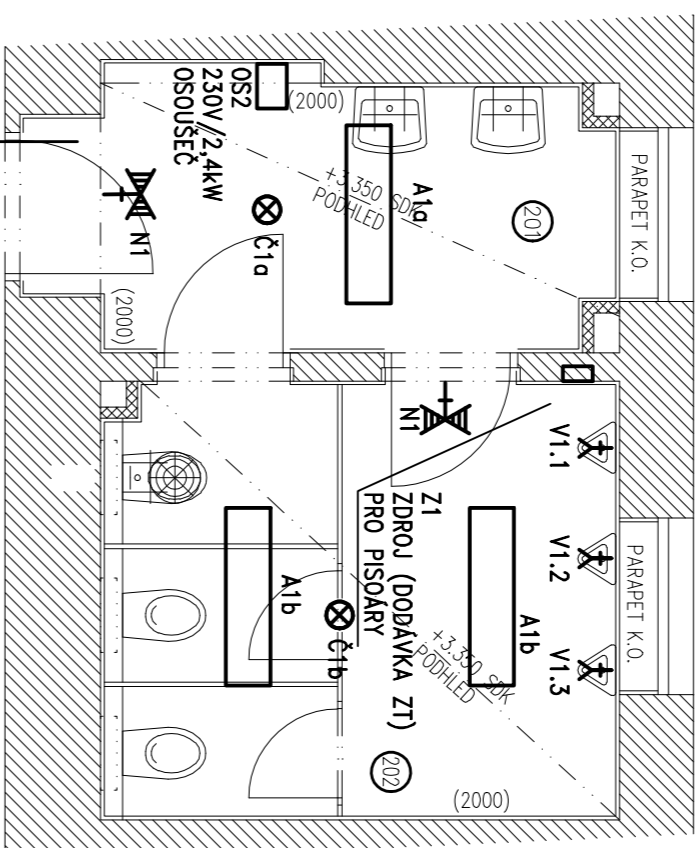 OS2
230V/2,4kW
OSOUŠEČ
(2000)
+3.350 SDK
PODHLED
A1a
201
PARAPET K.O.
N1
Č1a
(2000)
N1
V1.1
V1.2
V1.3
PARAPET K.O.
Z1
ZDROJ (DODÁVKA ZT)
PRO PISOÁRY
A1b
A1b
Č1b
+3.350 SDK
PODHLED
202
(2000)